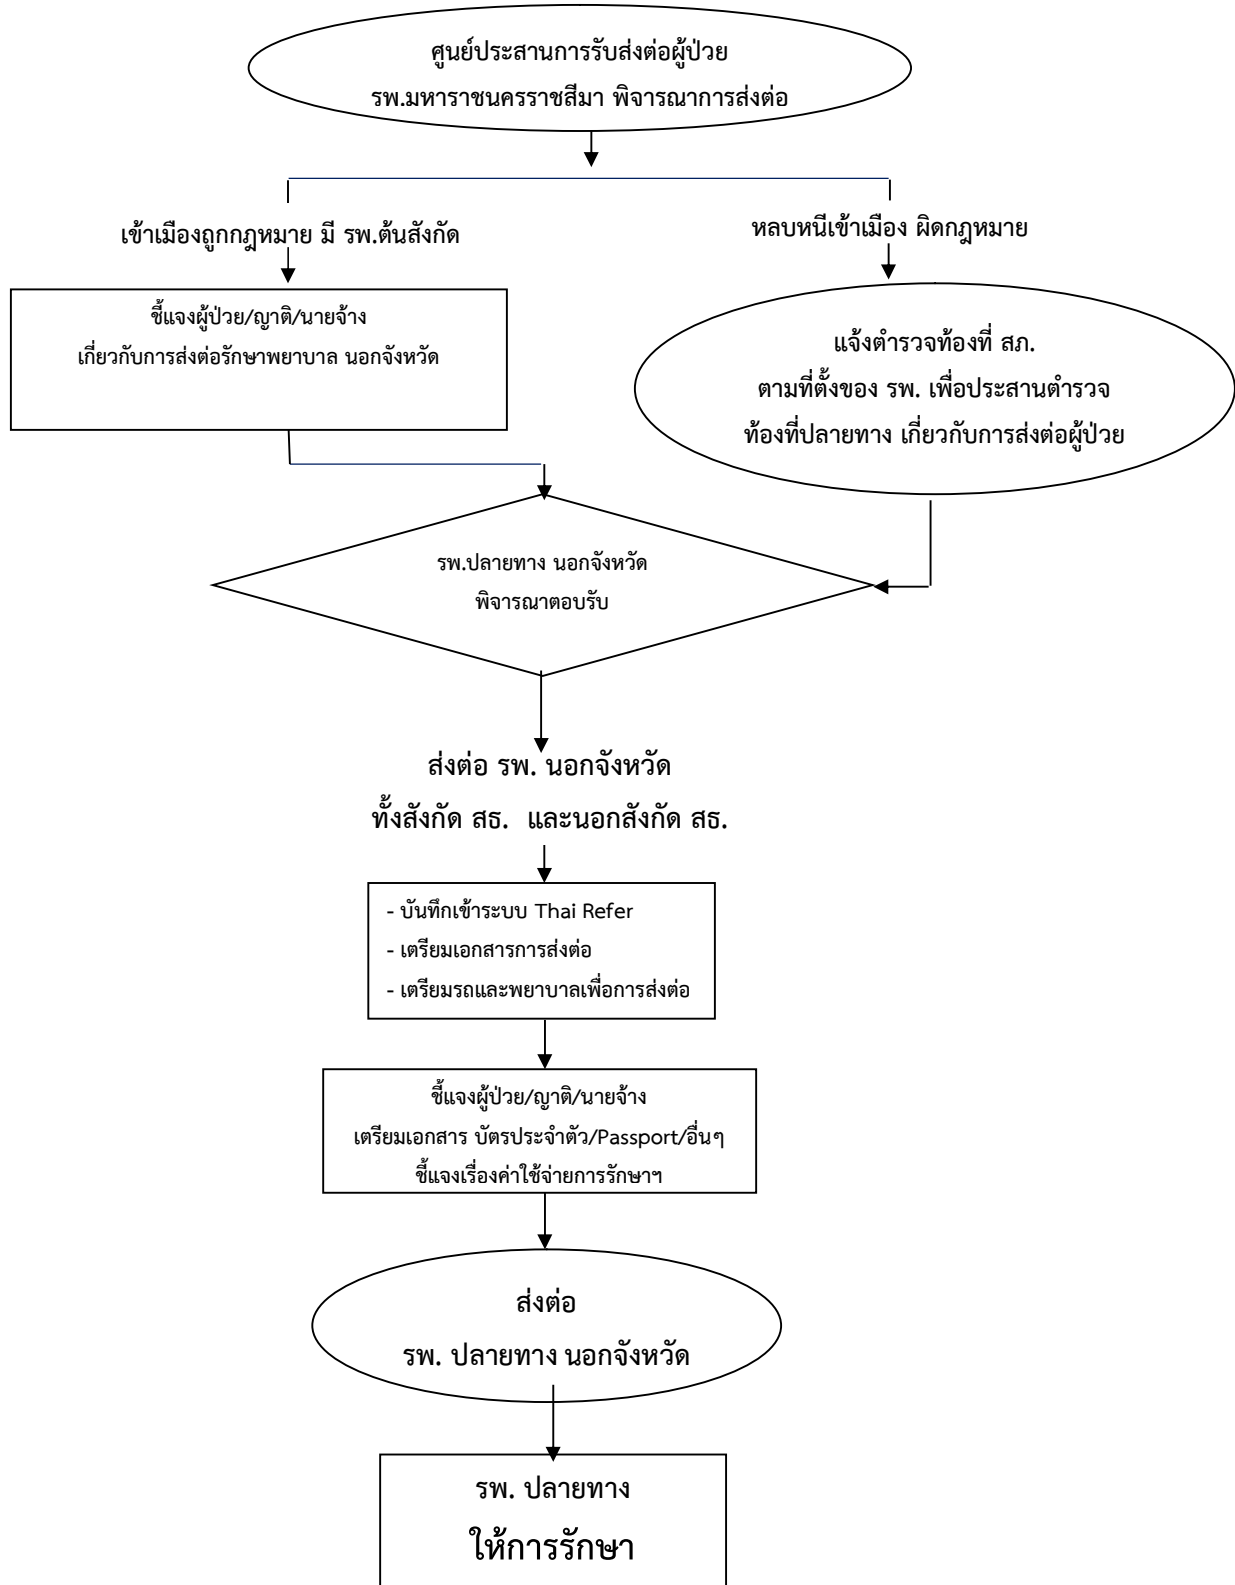 ศูนย์ประสานการรับส่งต่อผู้ป่วย
รพ.มหาราชนครราชสีมา พิจารณาการส่งต่อ
เข้าเมืองถูกกฎหมาย มี รพ.ต้นสังกัด
หลบหนีเข้าเมือง ผิดกฎหมาย
ชี้แจงผู้ป่วย/ญาติ/นายจ้าง
เกี่ยวกับการส่งต่อรักษาพยาบาล นอกจังหวัด
แจ้งตำรวจท้องที่ สภ.
ตามที่ตั้งของ รพ. เพื่อประสานตำรวจ
ท้องที่ปลายทาง เกี่ยวกับการส่งต่อผู้ป่วย
รพ.ปลายทาง นอกจังหวัด
พิจารณาตอบรับ
ส่งต่อ รพ. นอกจังหวัด
ทั้งสังกัด สธ. และนอกสังกัด สธ.
- บันทึกเข้าระบบ Thai Refer
- เตรียมเอกสารการส่งต่อ
- เตรียมรถและพยาบาลเพื่อการส่งต่อ
ชี้แจงผู้ป่วย/ญาติ/นายจ้าง
เตรียมเอกสาร บัตรประจำตัว/Passport/อื่นๆ
ชี้แจงเรื่องค่าใช้จ่ายการรักษาฯ
ส่งต่อ
รพ. ปลายทาง นอกจังหวัด
รพ. ปลายทาง
ให้การรักษา